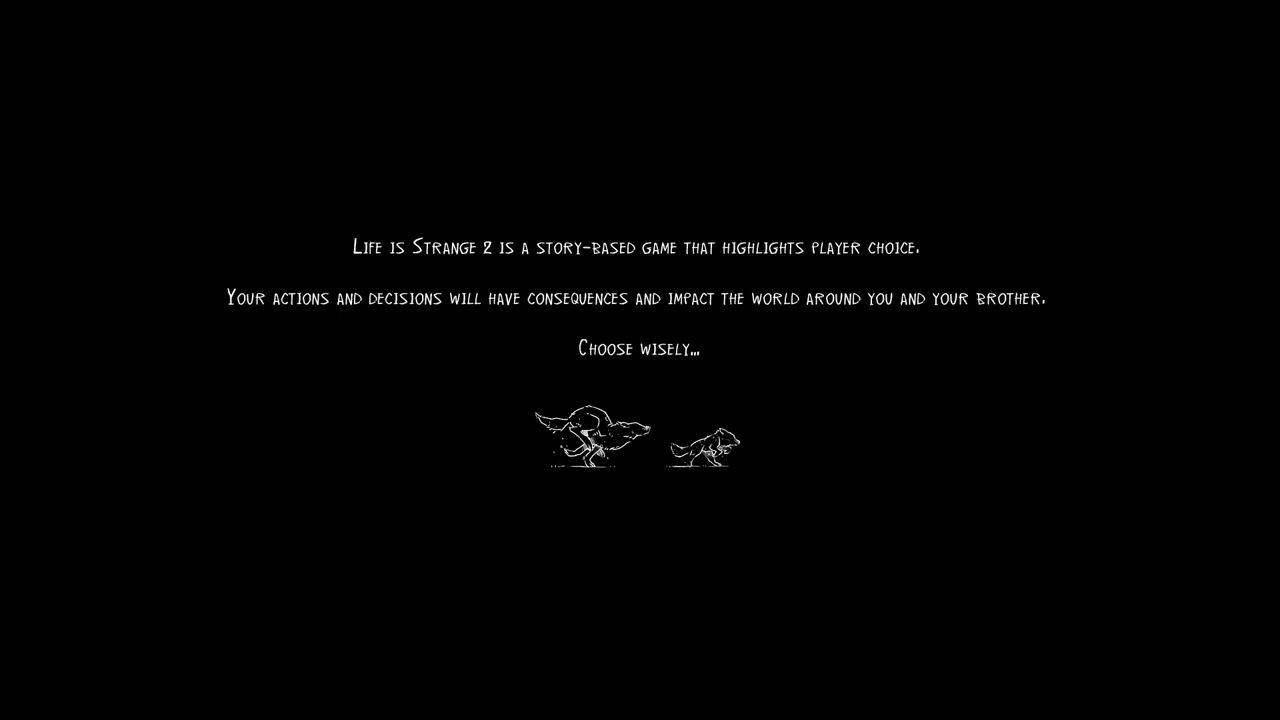 Life is Strange 2 is a story-based game that highlights player choice.
Your actions and decisions will have consequences and impact the world around you and your brother.
Choose wisely...